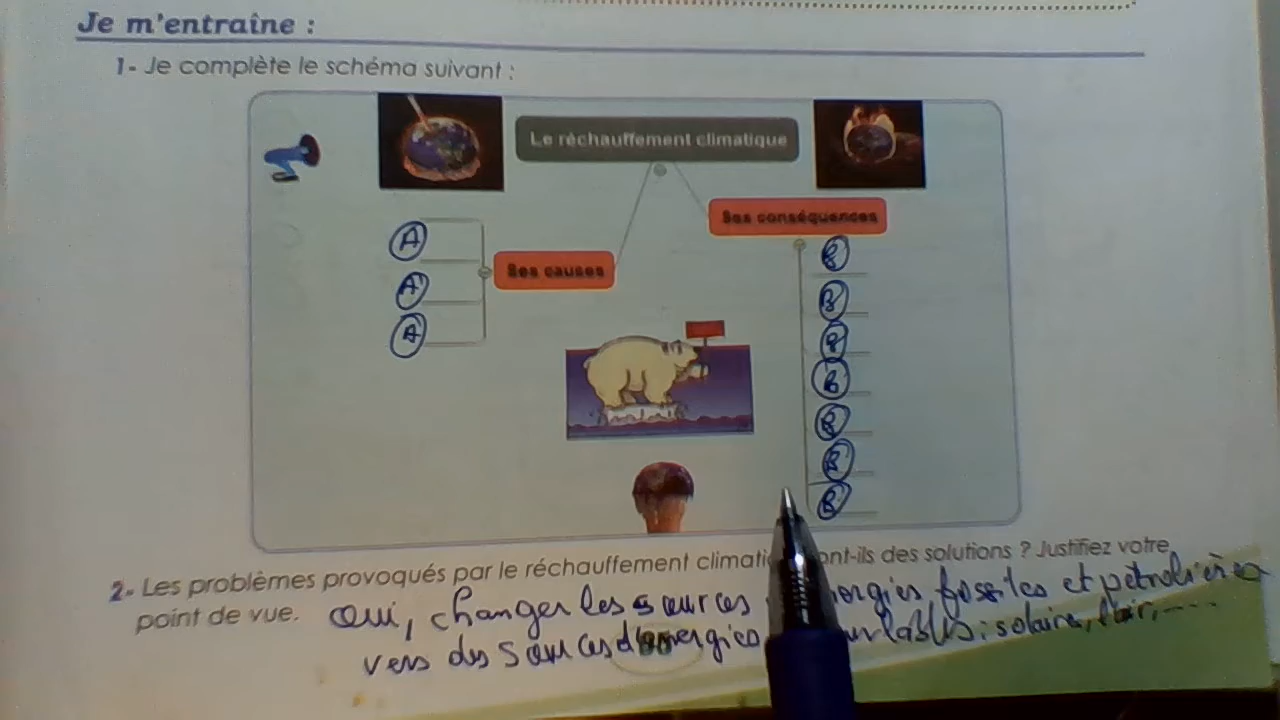 Je m'entraîne :
1- Je complète le schéma suivant :
Le réchauffement climatique
Ses conséquences
Ses causes
A
A
A
B
B
B
B
B
B
B
2- Les problèmes provoqués par le réchauffement ont-ils des solutions ? Justifiez votre
point de vue. oui, changer les sources fossiles et pétrolières
vers des sources d'énergies solaire, l'air, ....